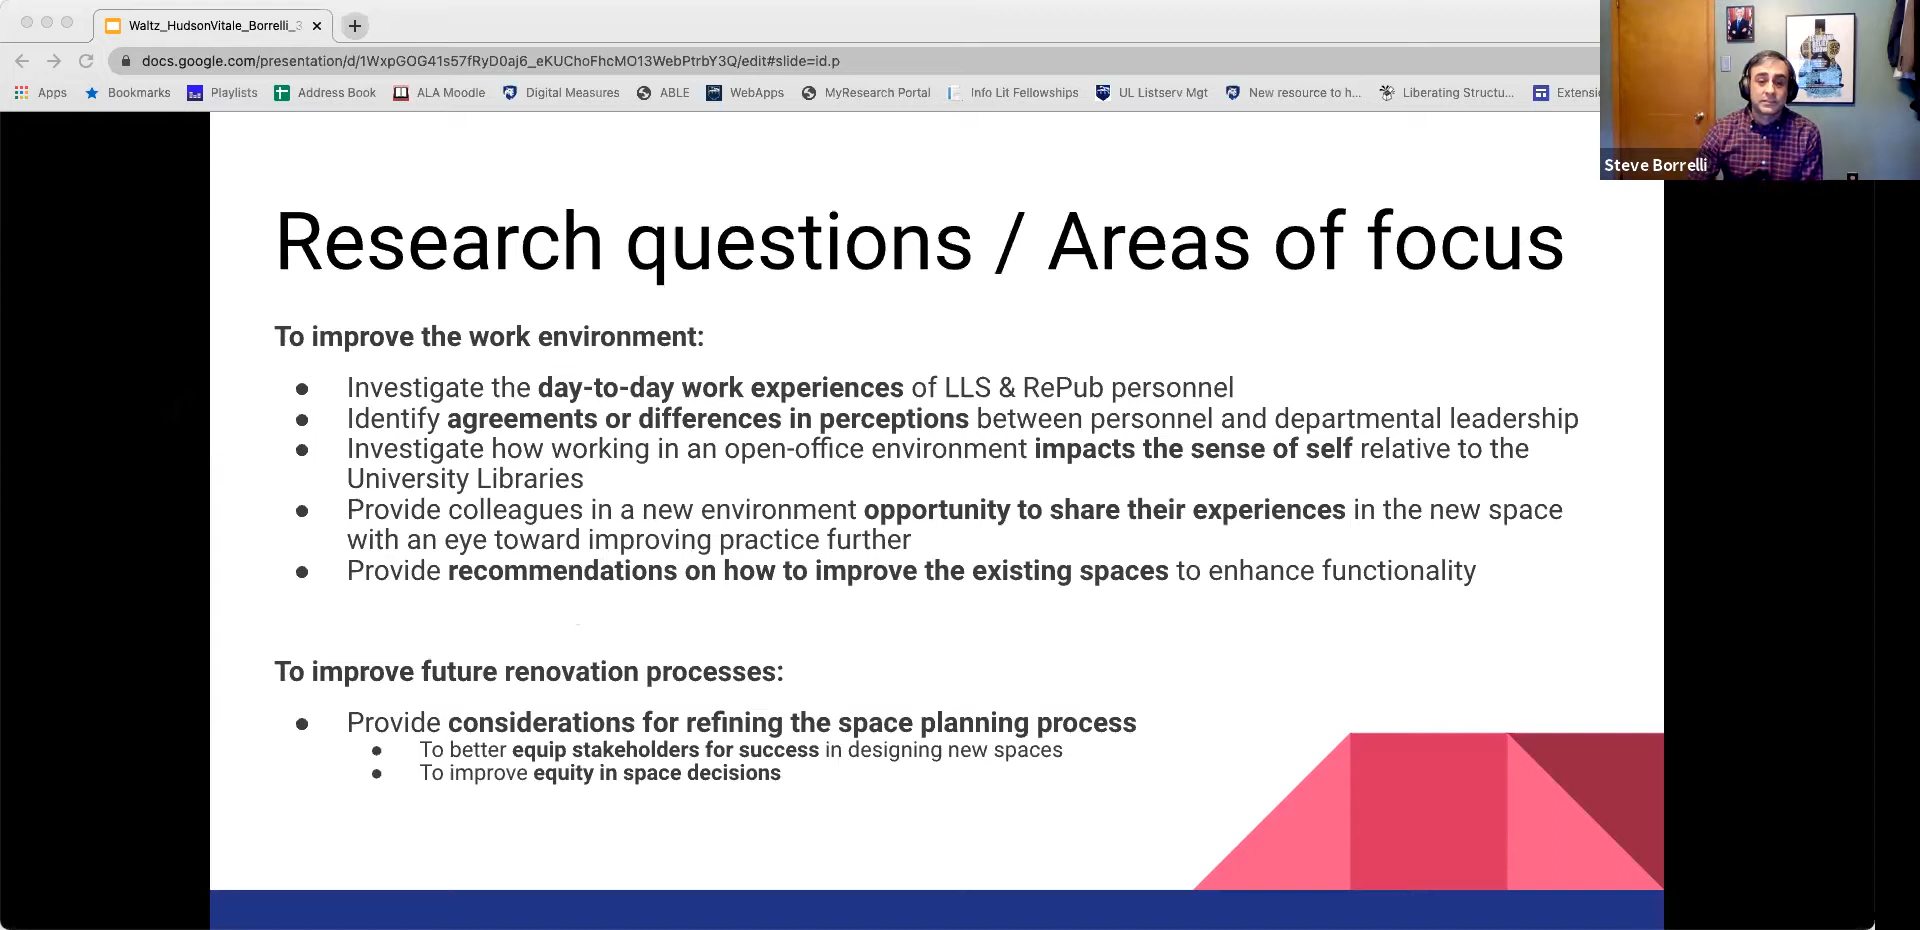 Waltz_HudsonVitale_Borrelli_3
docs.google.com/presentation/d/1WxpGOG41s57fRyD0aj6_eKUChoFhcMO13WebPtrbY3Q/edit#slide=id.p
Apps Bookmarks Playlists Address Book ALA Moodle Digital Measures ABLE WebApps MyResearch Portal Info Lit Fellowships UL Listserv Mgt New resource to h... Liberating Structu... Extensi
Steve Borrelli
Research questions / Areas of focus
To improve the work environment:
● Investigate the day-to-day work experiences of LLS & RePub personnel
● Identify agreements or differences in perceptions between personnel and departmental leadership
● Investigate how working in an open-office environment impacts the sense of self relative to the
University Libraries
● Provide colleagues in a new environment opportunity to share their experiences in the new space
with an eye toward improving practice further
● Provide recommendations on how to improve the existing spaces to enhance functionality
To improve future renovation processes:
● Provide considerations for refining the space planning process
● To better equip stakeholders for success in designing new spaces
● To improve equity in space decisions